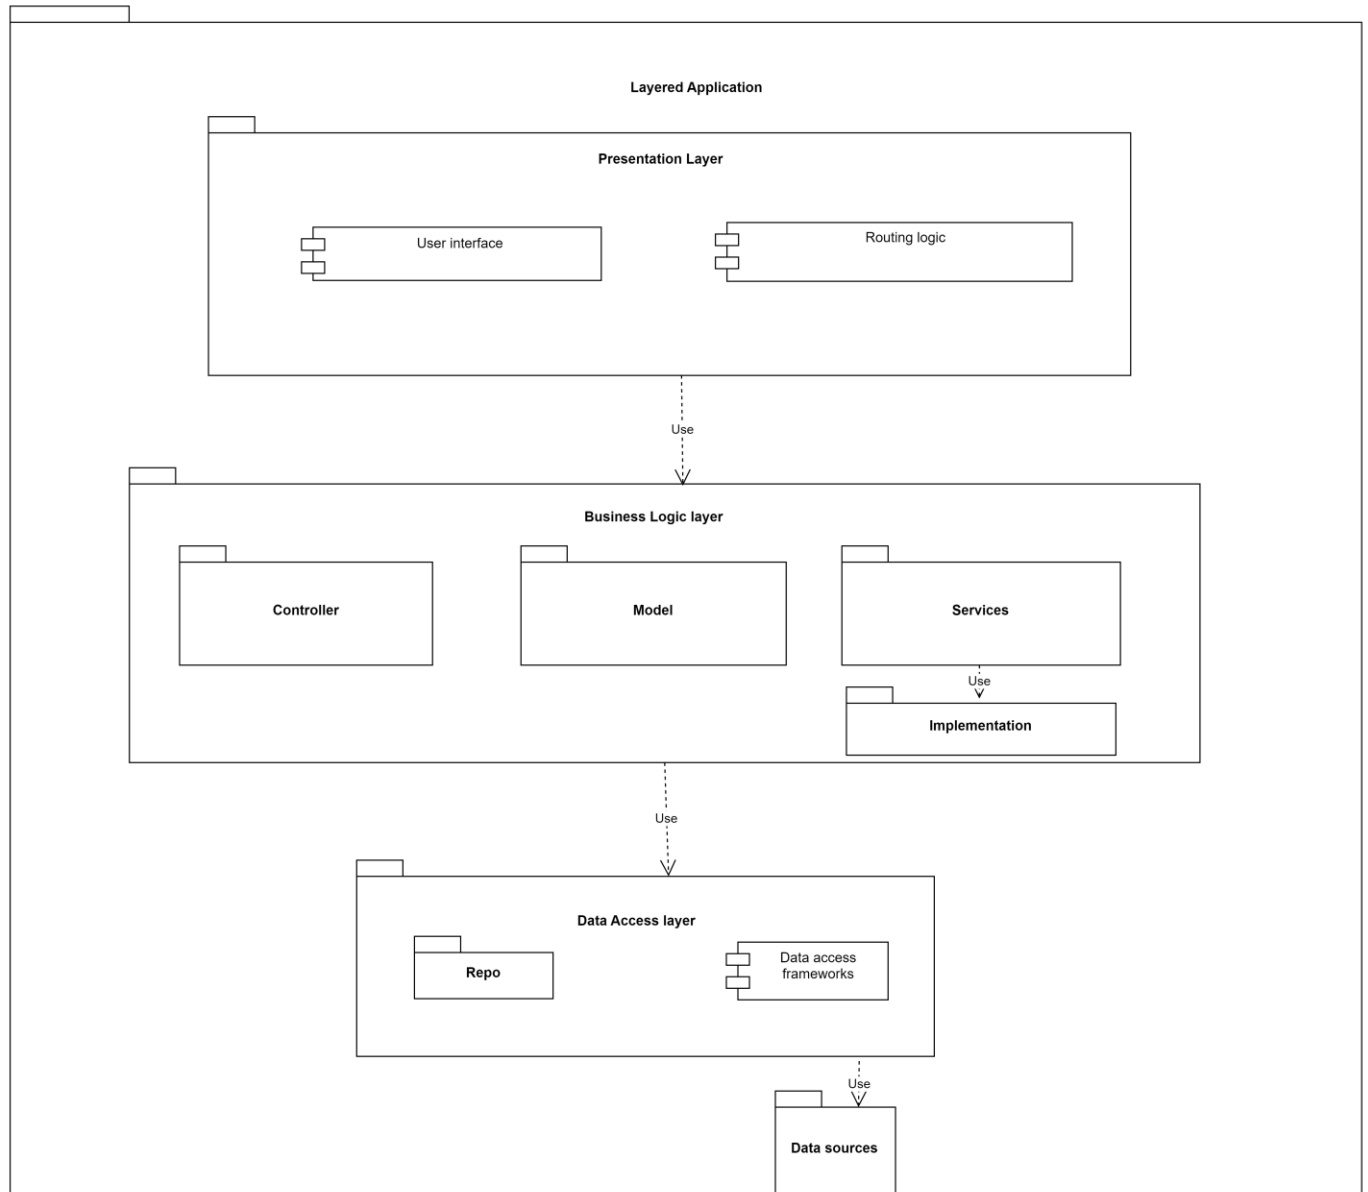 Layered Application
Presentation Layer
User interface
Routing logic
Use
Business Logic layer
Controller
Model
Services
Use
Implementation
Use
Data Access layer
Repo
Data access
frameworks
Use
Data sources